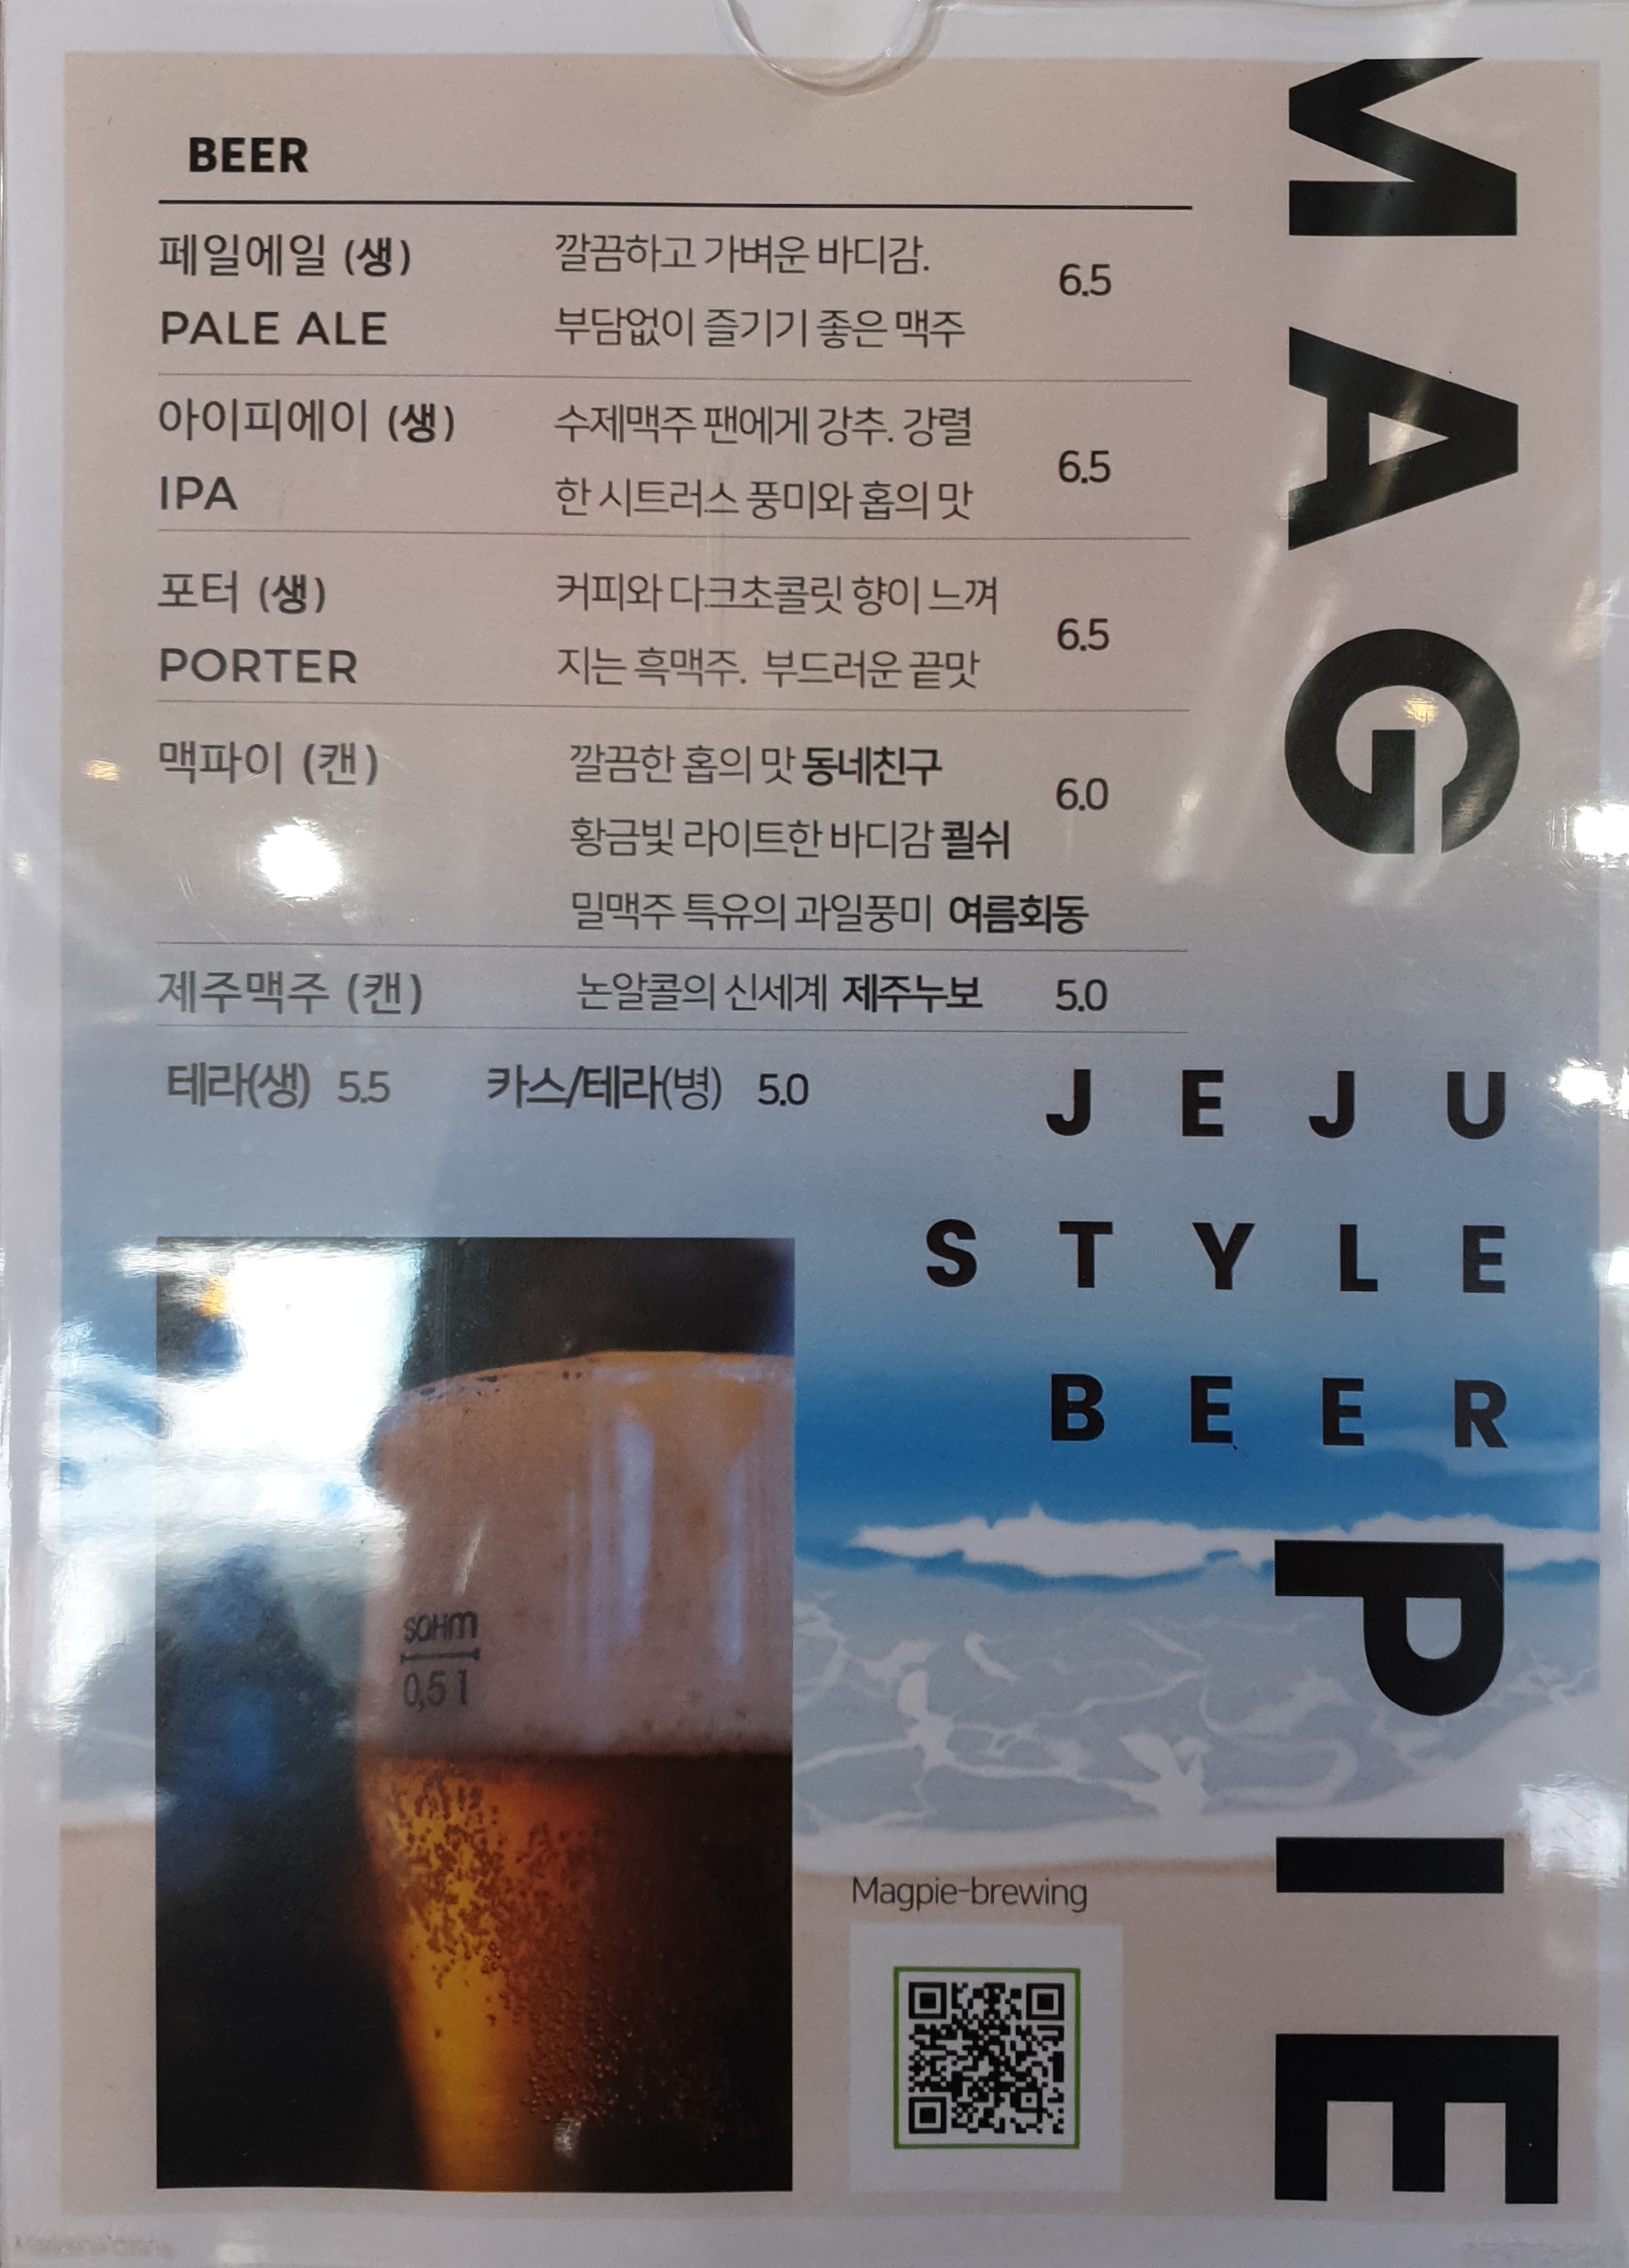 BEER
페일에일 (생)
깔끔하고 가벼운 바디감.
6.5
PALE ALE
부담없이 즐기기 좋은 맥주
아이피에이 (생)
수제맥주 팬에게 강추. 강렬
6.5
IPA
한 시트러스 풍미와 홉의 맛
포터 (생)
커피와 다크초콜릿 향이 느껴
6.5
PORTER
지는 흑맥주. 부드러운 끝맛
맥파이 (캔)
깔끔한 홉의 맛 동네친구
6.0
황금빛 라이트한 바디감 쾰쉬
밀맥주 특유의 과일풍미 여름회동
제주맥주 (캔)
논알콜의 신세계 제주누보
5.0
테라(생) 5.5 카스/테라(병) 5.0
MAGPIE
JEJU
STYLE
BEER
sahm
0,5 l
Magpie-brewing